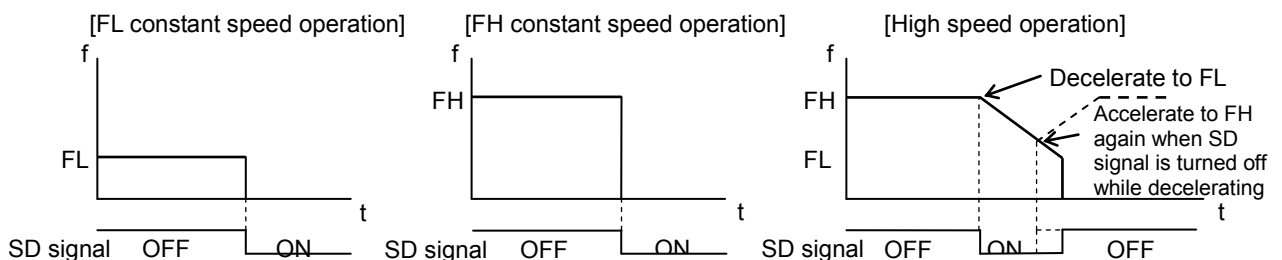 [FL constant speed operation]
f
FL
t
SD signal OFF ON
[FH constant speed operation]
f
FH
t
SD signal OFF ON
[High speed operation]
f
Decelerate to FL
FH
Accelerate to FH
again when SD
signal is turned off
while decelerating
FL
t
SD signal OFF ON OFF